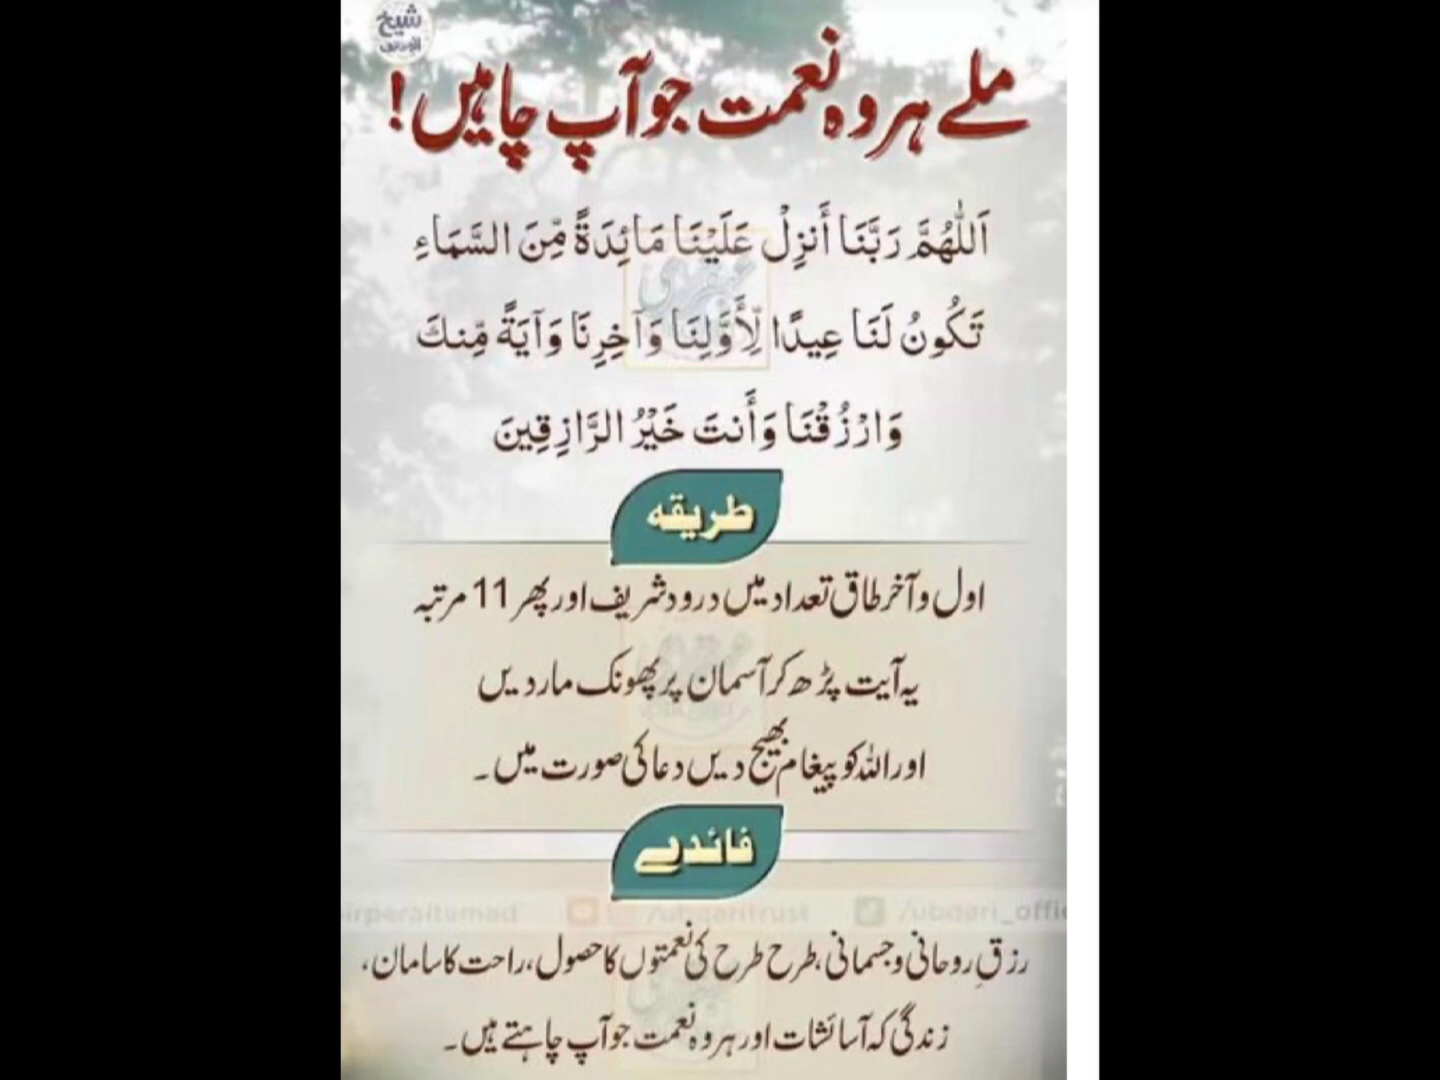 شیخ
ملے ہر وہ نعمت جو آپ چاہیں!
اَللّٰهُمَّ رَبَّنَا أَنزِلْ عَلَيْنَا مَائِدَةً مِّنَ السَّمَاءِ
تَكُونُ لَنَا عِيدًا لِّأَوَّلِنَا وَآخِرِنَا وَآيَةً مِّنكَ
وَارْزُقْنَا وَأَنتَ خَيْرُ الرَّازِقِينَ
طریقه
اول و آخر طاق تعداد میں درود شریف اور پھر 11 مرتبہ
یہ آیت پڑھ کر آسمان پر پھونک مار دیں
اور اللہ کو پیغام بھیج دیں دعا کی صورت میں۔
فائدے
/ubqaritrust /ubqari_offic
رزقِ روحانی و جسمانی، طرح طرح کی نعمتوں کا حصول، راحت کا سامان،
زندگی کہ آسائشات اور ہر وہ نعمت جو آپ چاہتے ہیں۔